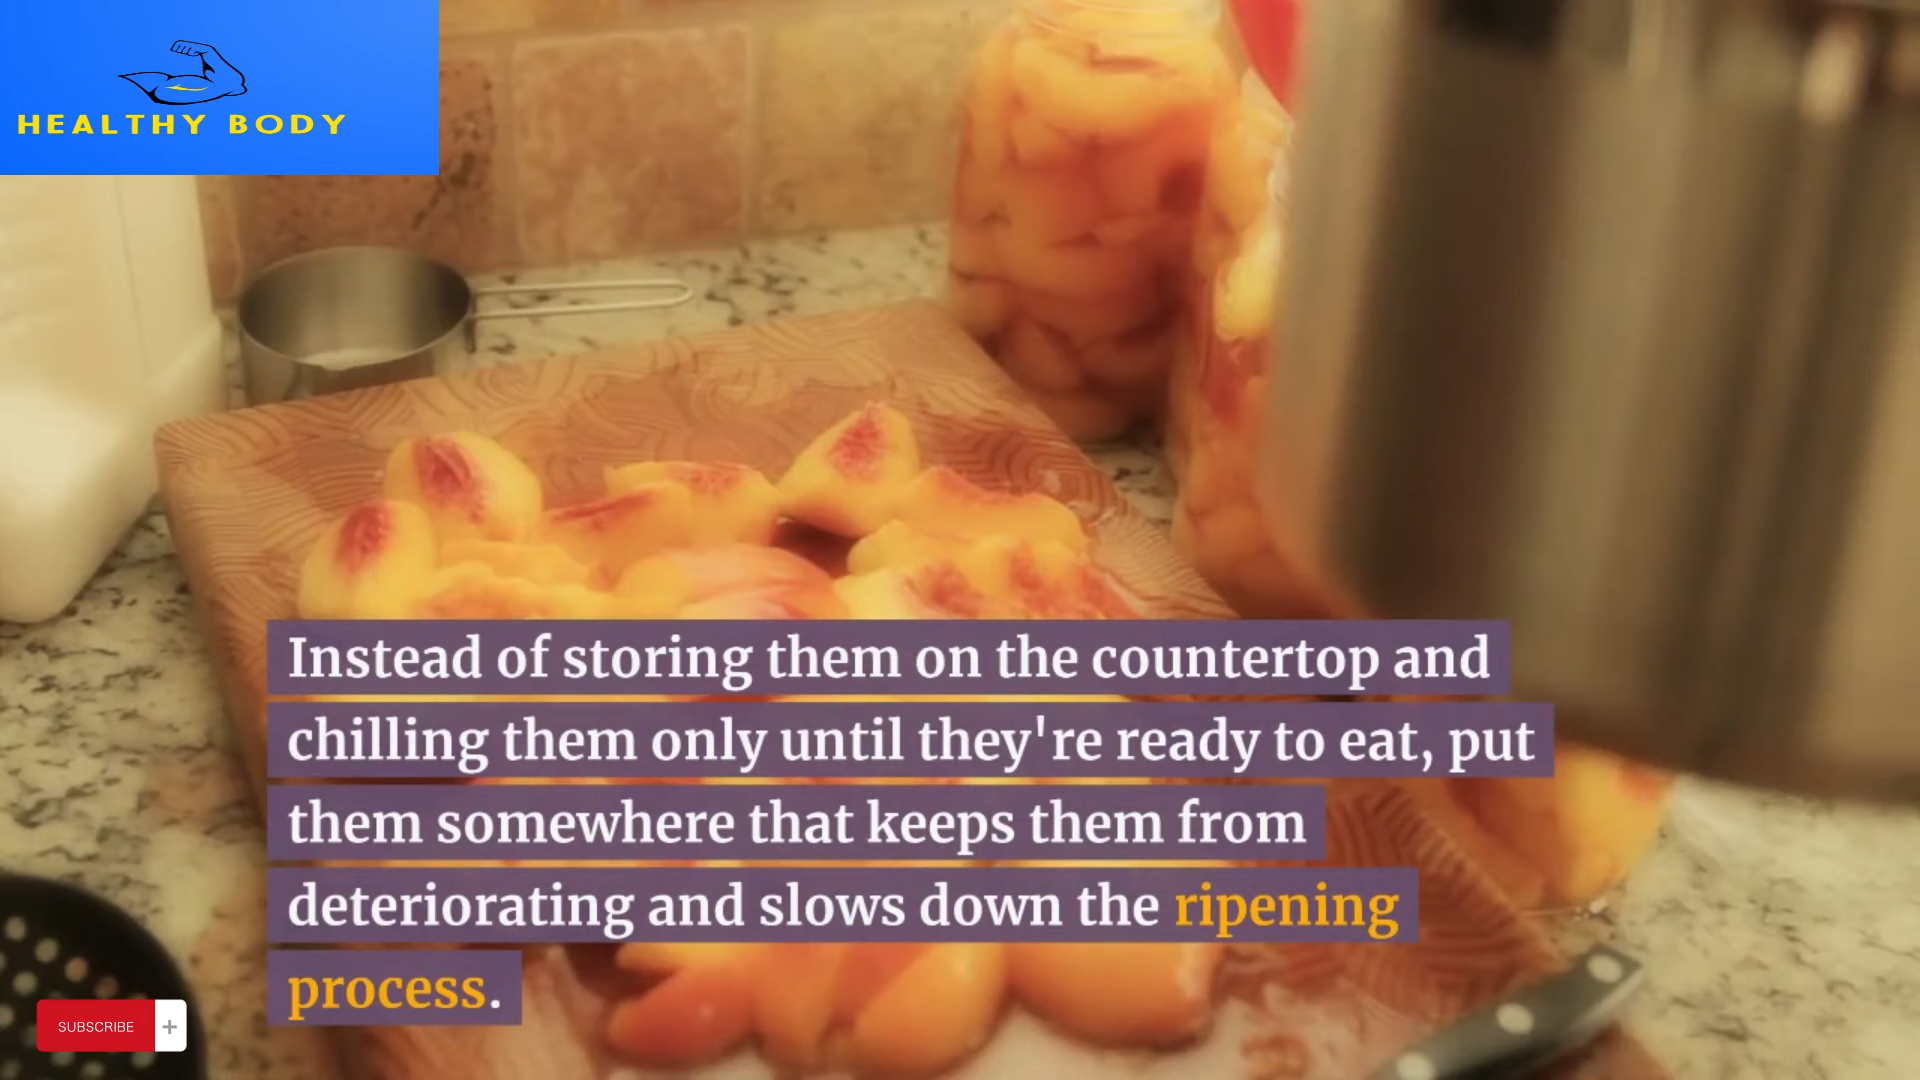 HEALTHY BODY
Instead of storing them on the countertop and
chilling them only until they're ready to eat, put
them somewhere that keeps them from
deteriorating and slows down the ripening
process.
SUBSCRIBE +